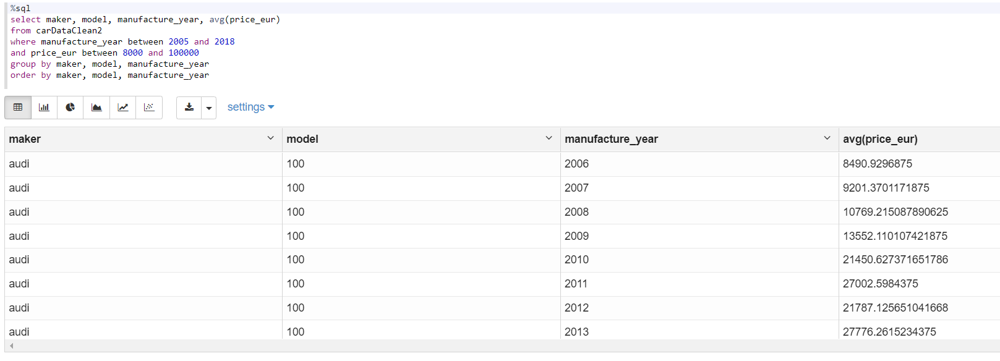 %sql
select maker, model, manufacture_year, avg(price_eur)
from carDataClean2
where manufacture_year between 2005 and 2018
and price_eur between 8000 and 100000
group by maker, model, manufacture_year
order by maker, model, manufacture_year
settings
maker model manufacture_year avg(price_eur)
audi 100 2006 8490.9296875
audi 100 2007 9201.3701171875
audi 100 2008 10769.215087890625
audi 100 2009 13552.110107421875
audi 100 2010 21450.627371651786
audi 100 2011 27002.5984375
audi 100 2012 21787.125651041668
audi 100 2013 27776.2615234375